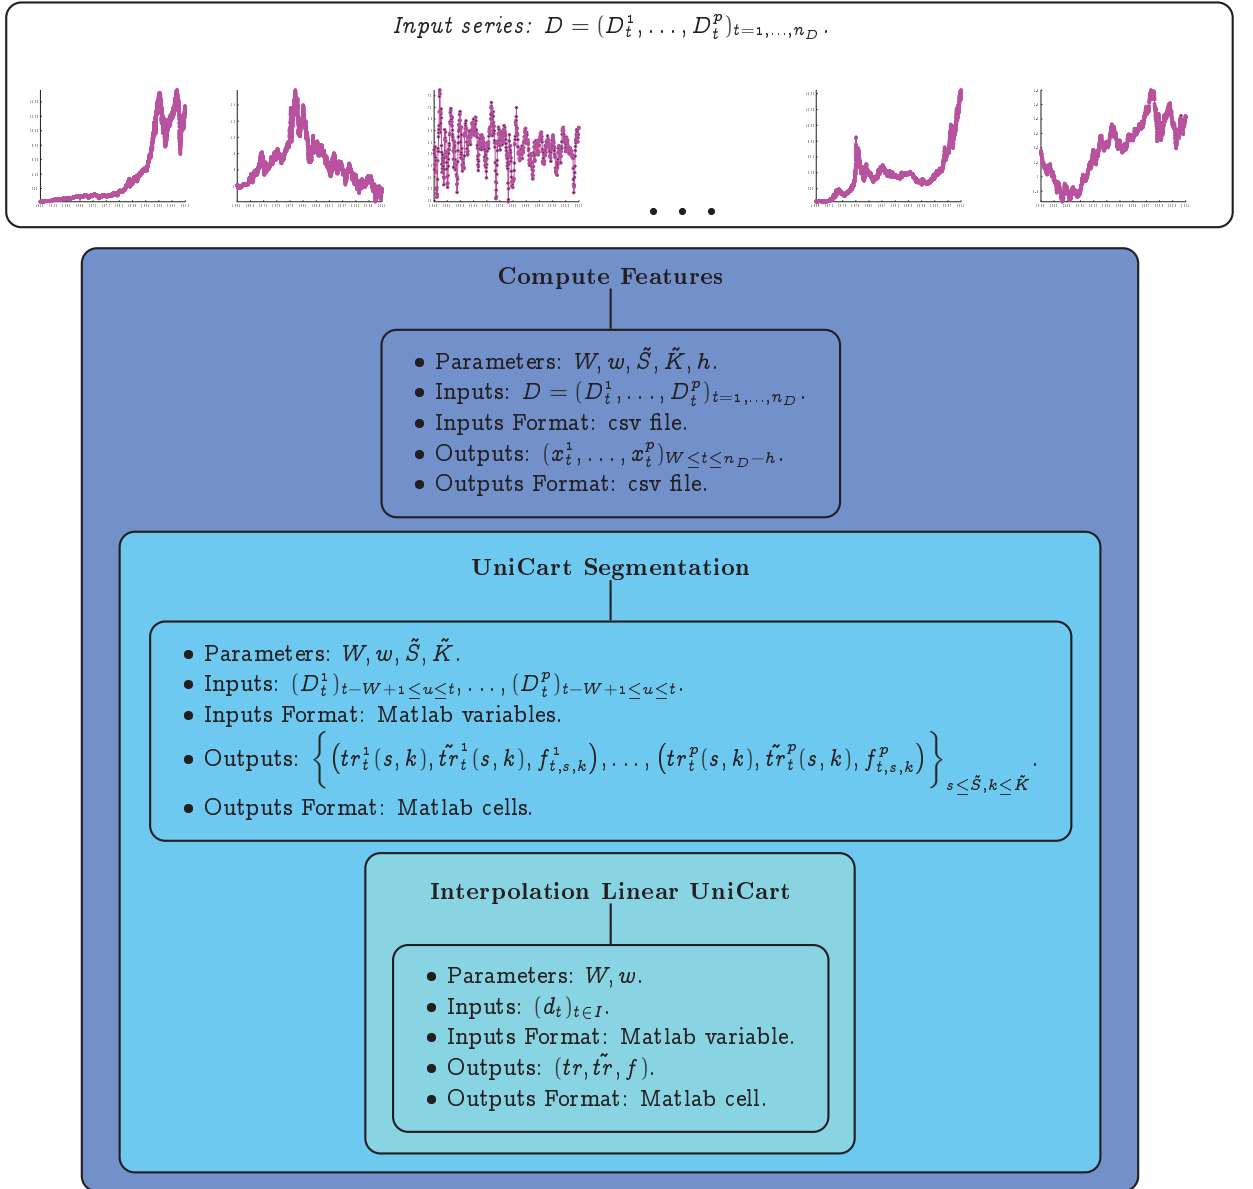 Input series: D = (D_t^1, . . . , D_t^p)_{t=1,...,n_D}.
. . .
Compute Features
• Parameters: W, w, S̃, K̃, h.
• Inputs: D = (D_t^1, . . . , D_t^p)_{t=1,...,n_D}.
• Inputs Format: csv file.
• Outputs: (x_t^1, . . . , x_t^p)_{W≤t≤n_D−h}.
• Outputs Format: csv file.
UniCart Segmentation
• Parameters: W, w, S̃, K̃.
• Inputs: (D_t^1)_{t−W+1≤u≤t}, . . . , (D_t^p)_{t−W+1≤u≤t}.
• Inputs Format: Matlab variables.
• Outputs: {(tr_t^1(s, k), t̃r_t^1(s, k), f_{t,s,k}^1), . . . , (tr_t^p(s, k), t̃r_t^p(s, k), f_{t,s,k}^p)}_{s≤S̃,k≤K̃}.
• Outputs Format: Matlab cells.
Interpolation Linear UniCart
• Parameters: W, w.
• Inputs: (d_t)_{t∈I}.
• Inputs Format: Matlab variable.
• Outputs: (tr, t̃r, f).
• Outputs Format: Matlab cell.